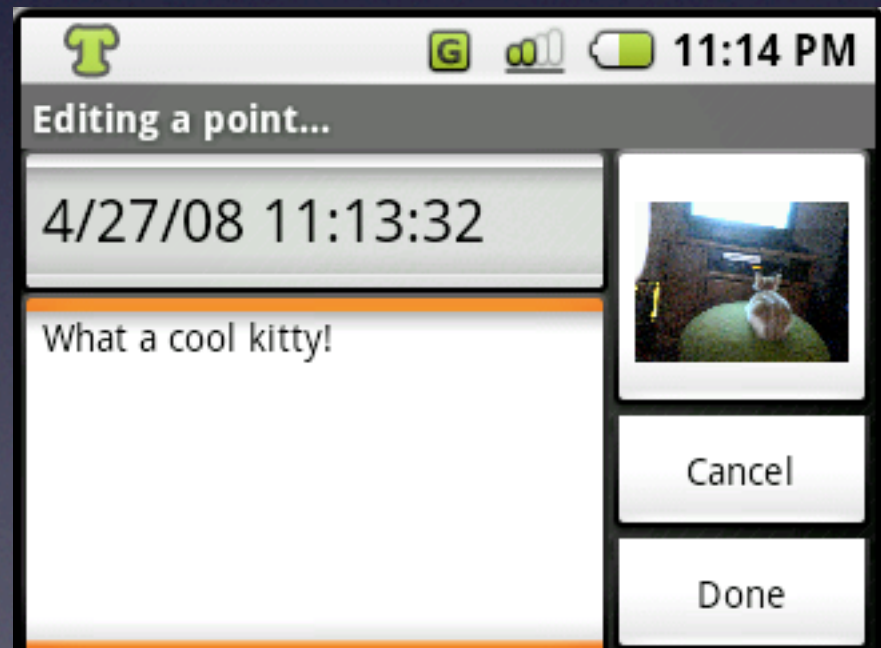 G 11:14 PM
Editing a point...
4/27/08 11:13:32
What a cool kitty!
Cancel
Done